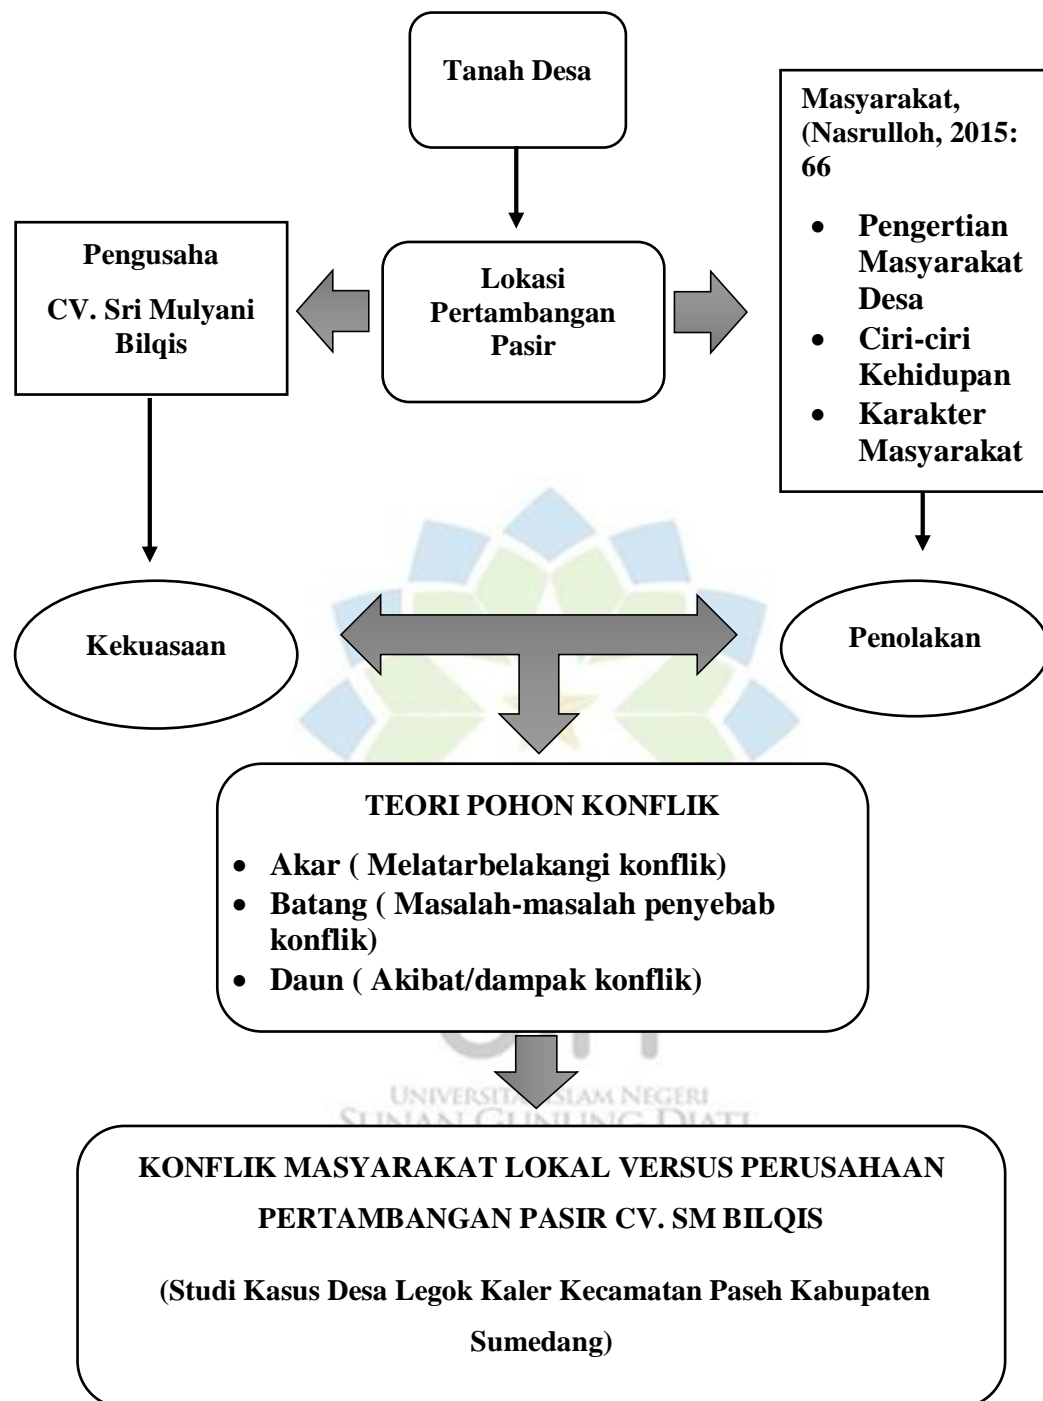 Tanah Desa
Masyarakat,
(Nasrulloh, 2015:
66
• Pengertian
Masyarakat
Desa
• Ciri-ciri
Kehidupan
• Karakter
Masyarakat
Pengusaha
CV. Sri Mulyani
Bilqis
Lokasi
Pertambangan
Pasir
Kekuasaan
Penolakan
TEORI POHON KONFLIK
• Akar ( Melatarbelakangi konflik)
• Batang ( Masalah-masalah penyebab
konflik)
• Daun ( Akibat/dampak konflik)
UNIVERSITAS ISLAM NEGERI
SUNAN GUNUNG DJATI
KONFLIK MASYARAKAT LOKAL VERSUS PERUSAHAAN
PERTAMBANGAN PASIR CV. SM BILQIS
(Studi Kasus Desa Legok Kaler Kecamatan Paseh Kabupaten
Sumedang)